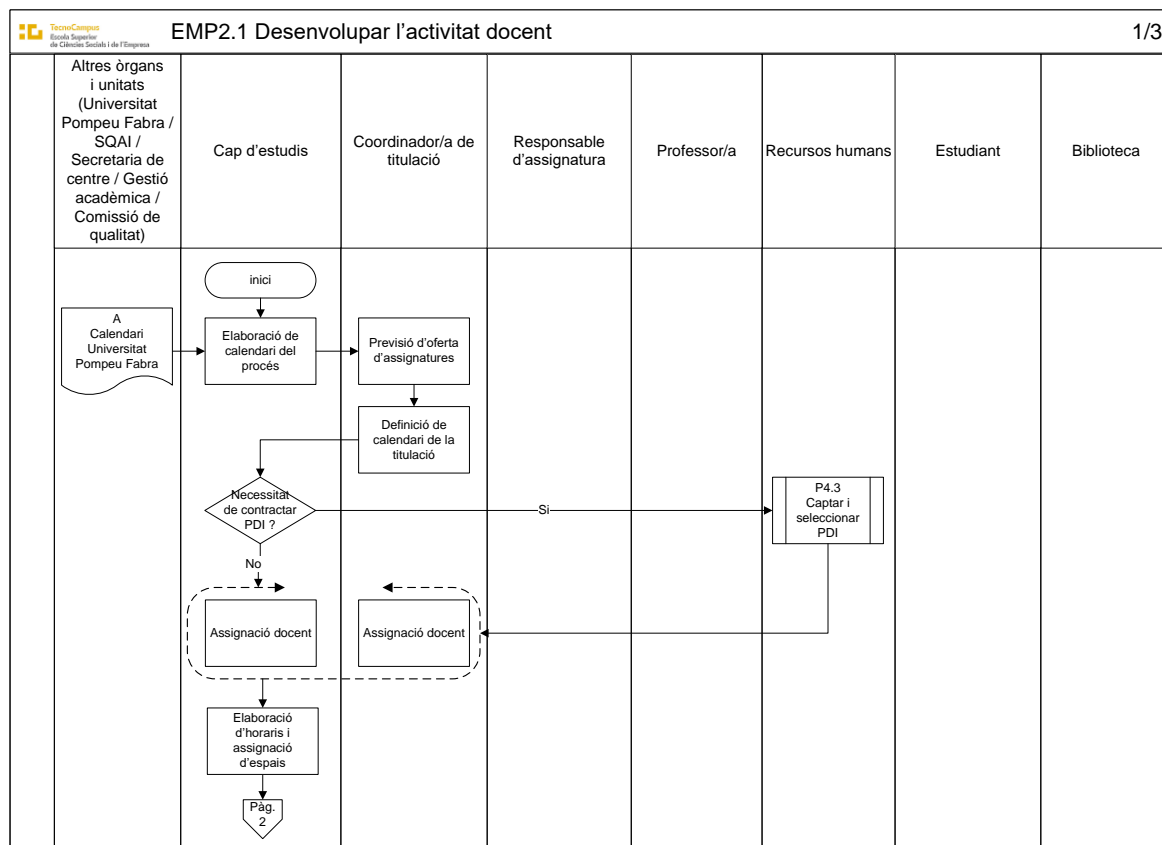 TecnoCampus
Escola Superior
de Ciències Socials i de l'Empresa
EMP2.1 Desenvolupar l'activitat docent
1/3
Altres òrgans
i unitats
(Universitat
Pompeu Fabra /
SQAI /
Secretaria de
centre / Gestió
acadèmica /
Comissió de
qualitat)
Cap d'estudis
Coordinador/a de
titulació
Responsable
d'assignatura
Professor/a
Recursos humans
Estudiant
Biblioteca
inici
A
Calendari
Universitat
Pompeu Fabra
Elaboració de
calendari del
procés
Previsió d'oferta
d'assignatures
Definició de
calendari de la
titulació
Necessitat
de contractar
PDI ?
Si
P4.3
Captar i
seleccionar
PDI
No
Assignació docent
Assignació docent
Elaboració
d'horaris i
assignació
d'espais
Pàg.
2